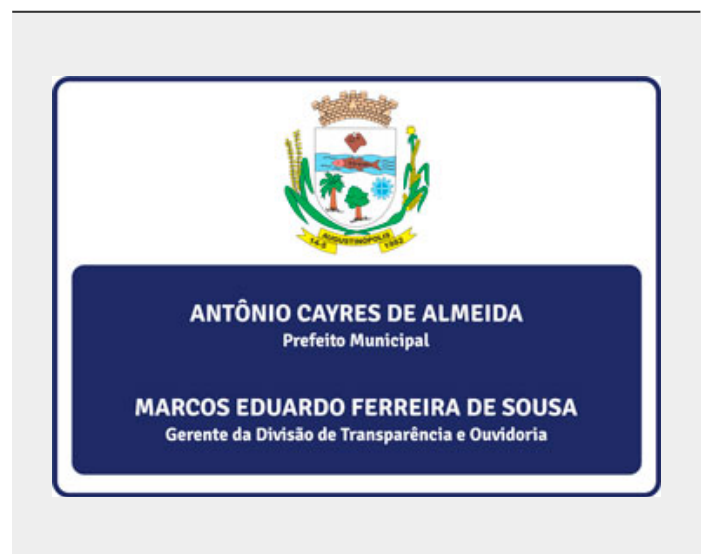 14-5 AUGUSTINÓPOLIS 1982
ANTÔNIO CAYRES DE ALMEIDA
Prefeito Municipal
MARCOS EDUARDO FERREIRA DE SOUSA
Gerente da Divisão de Transparência e Ouvidoria